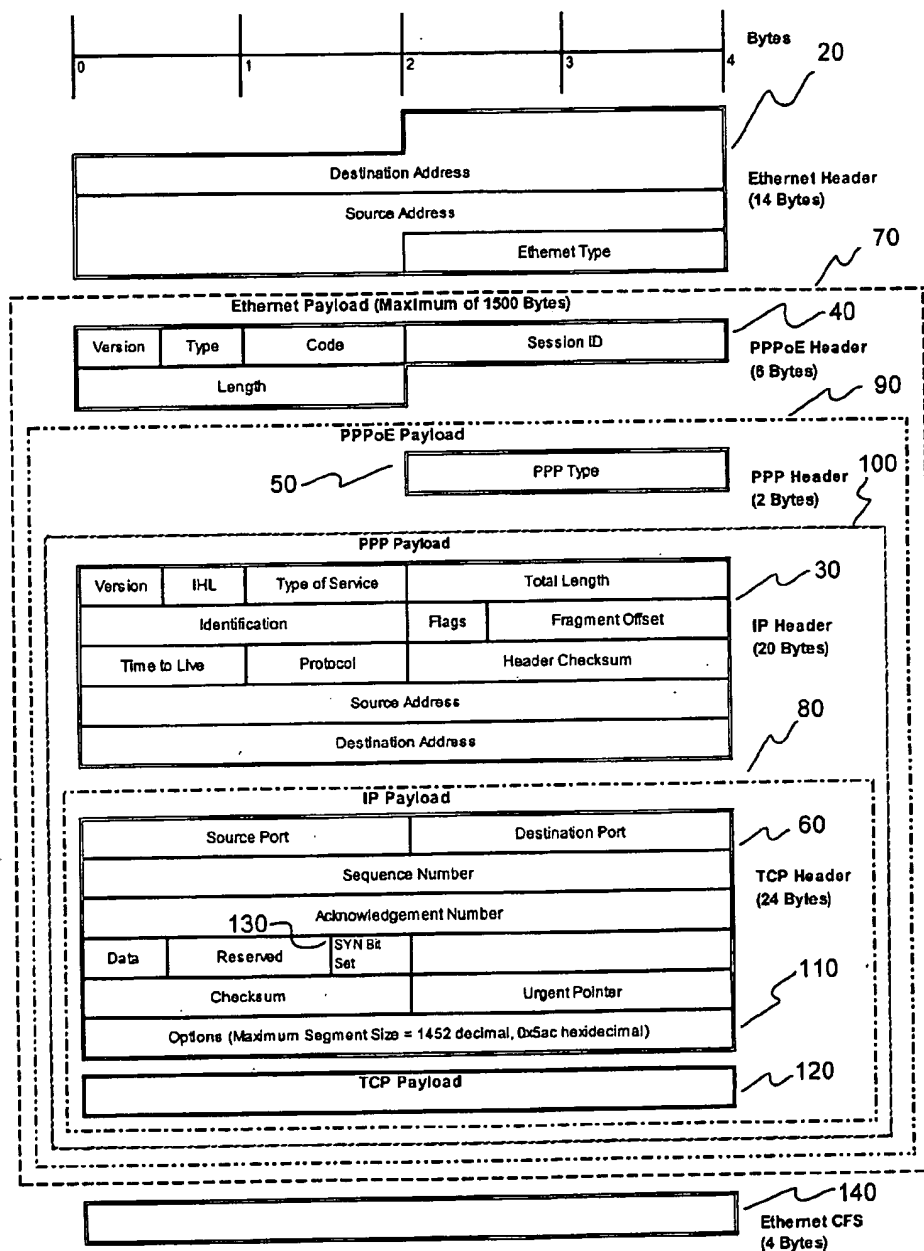 Bytes
0 1 2 3 4
20
Destination Address
Ethernet Header
(14 Bytes)
Source Address
Ethernet Type
70
Ethernet Payload (Maximum of 1500 Bytes)
40
Version Type Code Session ID
PPPoE Header
(6 Bytes)
Length
90
PPPoE Payload
50
PPP Type
PPP Header
(2 Bytes)
100
PPP Payload
30
Version IHL Type of Service Total Length
Identification Flags Fragment Offset
IP Header
(20 Bytes)
Time to Live Protocol Header Checksum
Source Address
80
Destination Address
IP Payload
60
Source Port Destination Port
TCP Header
(24 Bytes)
Sequence Number
Acknowledgement Number
130
Data Reserved SYN Bit
Set
110
Checksum Urgent Pointer
Options (Maximum Segment Size = 1452 decimal, 0x5ac hexidecimal)
TCP Payload
120
140
Ethernet CFS
(4 Bytes)